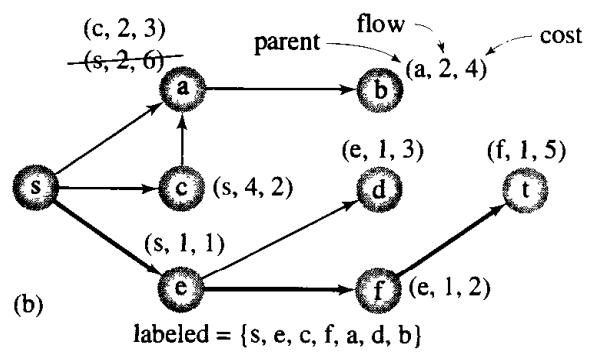 (c, 2, 3)
(s, 2, 6)
parent
flow
cost
a
b
(a, 2, 4)
s
c
(s, 4, 2)
(e, 1, 3)
d
(f, 1, 5)
t
(s, 1, 1)
e
f
(e, 1, 2)
(b)
labeled = {s, e, c, f, a, d, b}